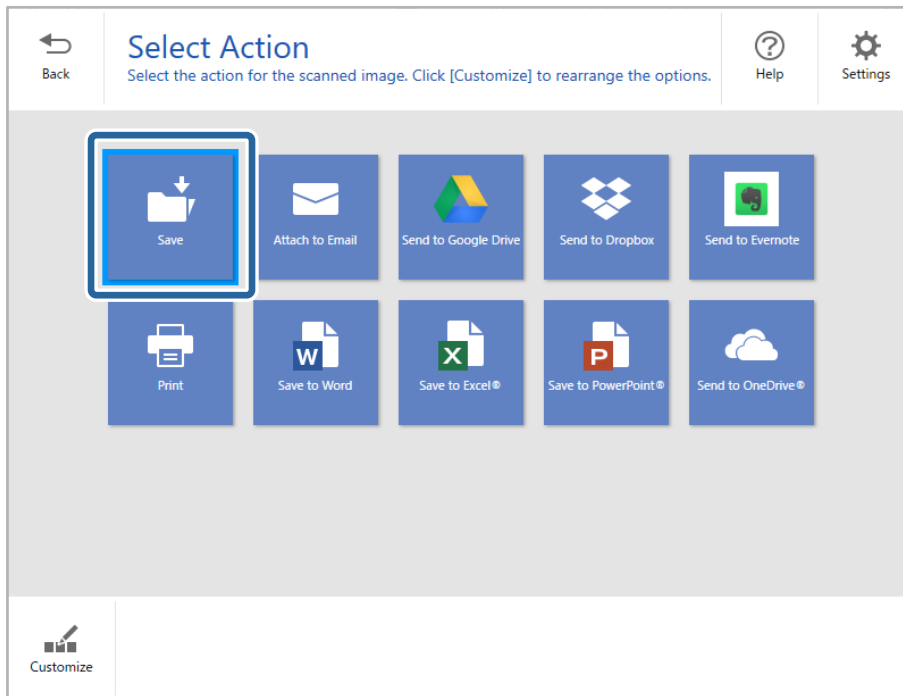 Back
Select Action
Select the action for the scanned image. Click [Customize] to rearrange the options.
Help
Settings
Save
Attach to Email
Send to Google Drive
Send to Dropbox
Send to Evernote
Print
W
Save to Word
X
Save to Excel®
P
Save to PowerPoint®
Send to OneDrive®
Customize